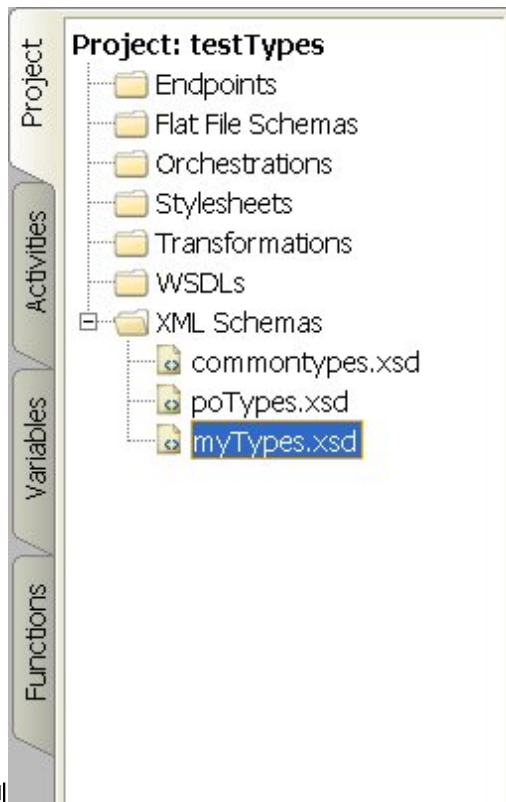 Project
Activities
Variables
Functions
Project: testTypes
Endpoints
Flat File Schemas
Orchestrations
Stylesheets
Transformations
WSDLs
XML Schemas
commontypes.xsd
poTypes.xsd
myTypes.xsd